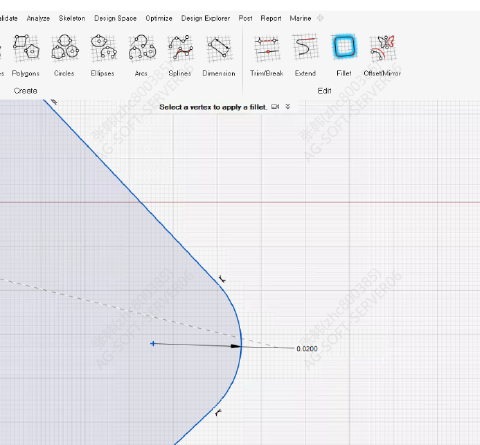 alidate Analyze Skeleton Design Space Optimize Design Explorer Post Report Marine
es Polygons Circles Ellipses Arcs Splines Dimension Trim/Break Extend Fillet Offset/Mirror
Create Edit
Select a vertex to apply a fillet.
0.0200